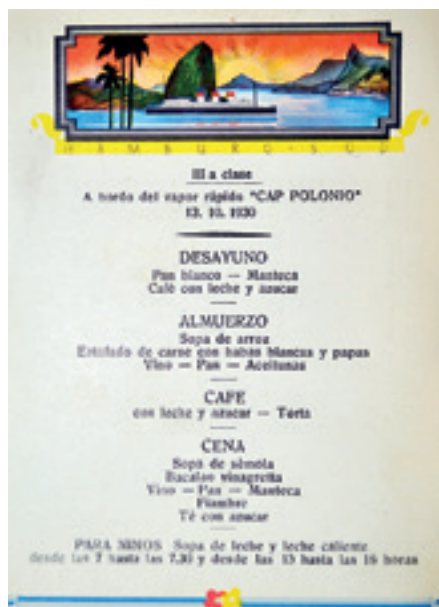 HAMBURG-SÜD
III a clase
A bordo del vapor rápido "CAP POLONIO"
13. 10. 1930
DESAYUNO
Pan blanco — Manteca
Café con leche y azucar
ALMUERZO
Sopa de arroz
Estofado de carne con habas blancas y papas
Vino — Pan — Aceitunas
CAFE
con leche y azucar — Torta
CENA
Sopa de sémola
Bacalao vinagretta
Vino — Pan — Manteca
Fiambre
Té con azucar
PARA NINOS Sopa de leche y leche caliente
desde las 7 hasta las 7,30 y desde las 15 hasta las 16 horas